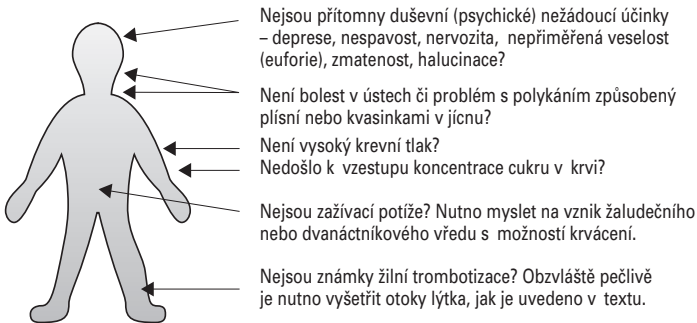 Nejsou přítomny duševní (psychické) nežádoucí účinky
– deprese, nespavost, nervozita, nepřiměřená veselost
(euforie), zmatenost, halucinace?
Není bolest v ústech či problém s polykáním způsobený
plísní nebo kvasinkami v jícnu?
Není vysoký krevní tlak?
Nedošlo k vzestupu koncentrace cukru v krvi?
Nejsou zažívací potíže? Nutno myslet na vznik žaludečního
nebo dvanáctníkového vředu s možností krvácení.
Nejsou známky žilní trombotizace? Obzvláště pečlivě
je nutno vyšetřit otoky lýtka, jak je uvedeno v textu.